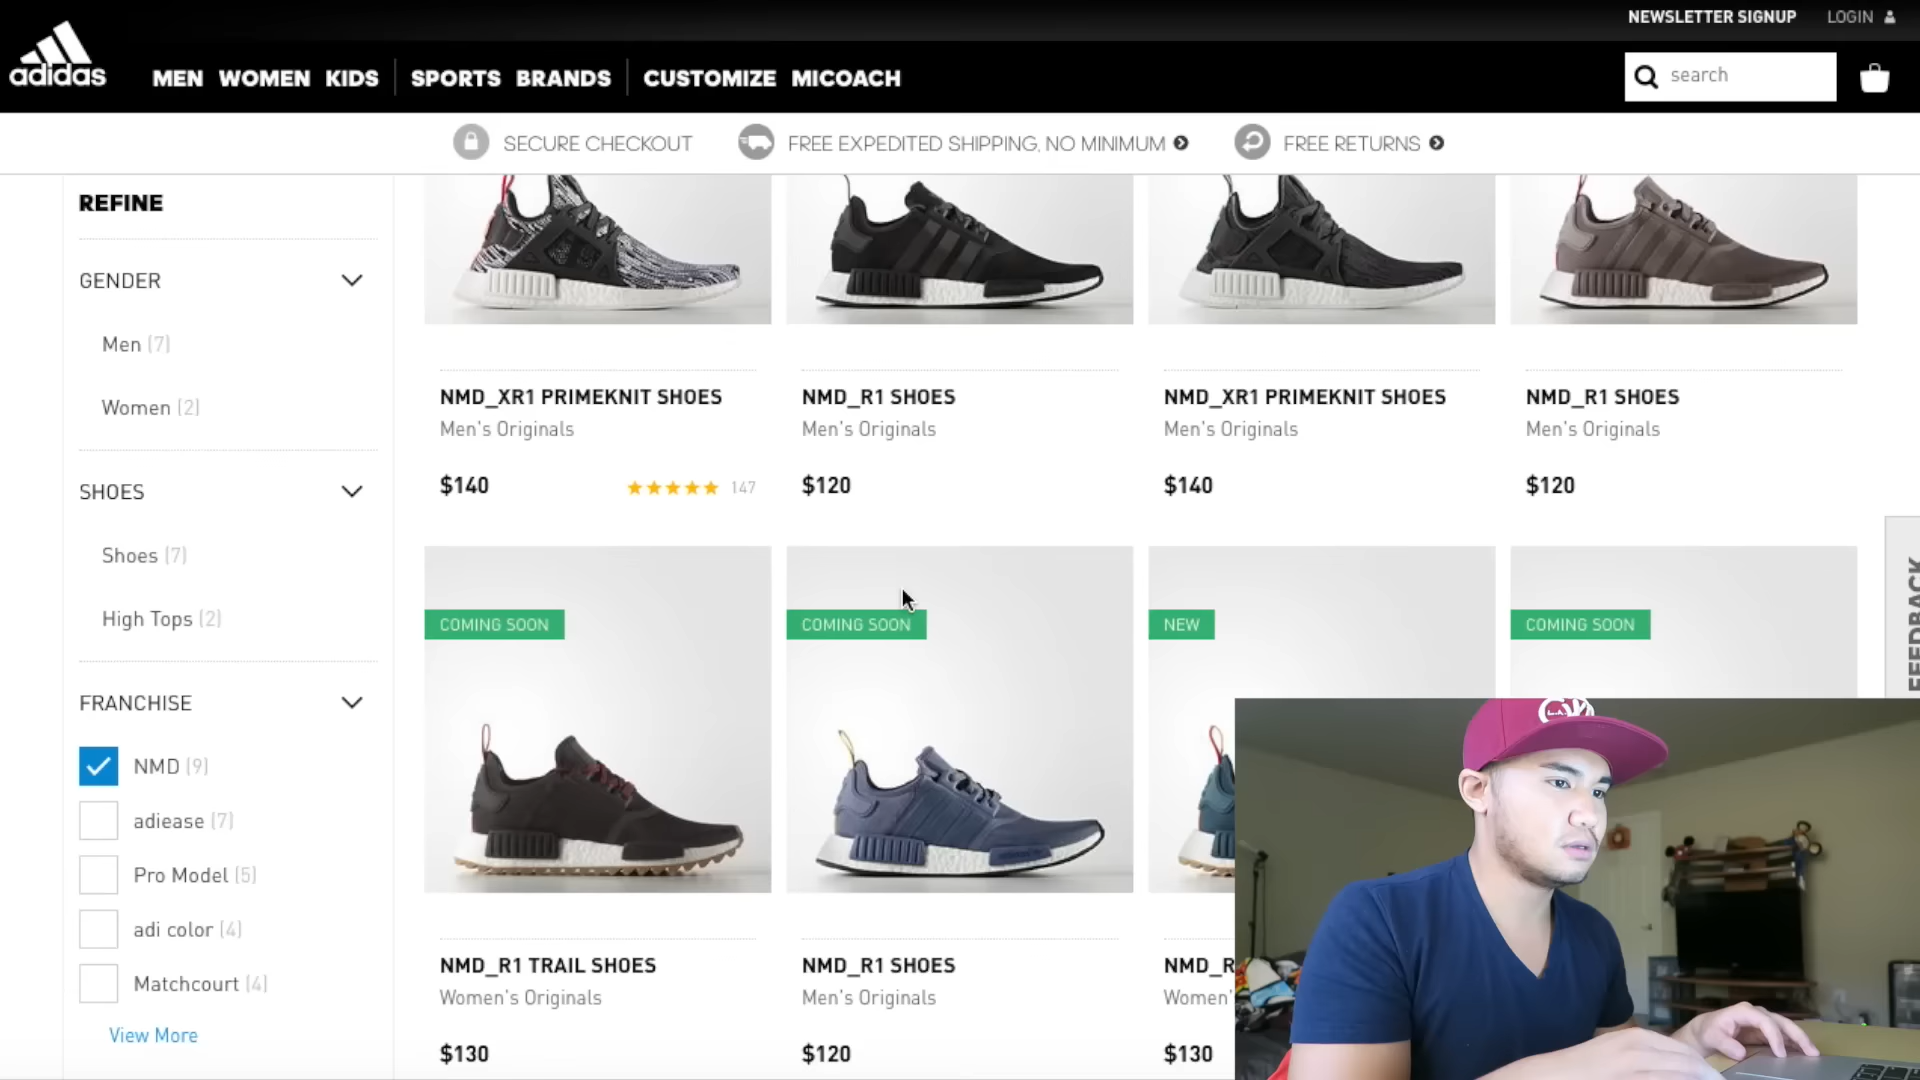 NEWSLETTER SIGNUP LOGIN
adidas
MEN WOMEN KIDS SPORTS BRANDS CUSTOMIZE MICOACH
search
SECURE CHECKOUT FREE EXPEDITED SHIPPING, NO MINIMUM FREE RETURNS
REFINE
GENDER
Men (7)
Women (2)
SHOES
Shoes (7)
High Tops (2)
FRANCHISE
NMD (9)
adiease (7)
Pro Model (5)
adi color (4)
Matchcourt (4)
View More
NMD_XR1 PRIMEKNIT SHOES
Men's Originals
$140 147
NMD_R1 SHOES
Men's Originals
$120
NMD_XR1 PRIMEKNIT SHOES
Men's Originals
$140
NMD_R1 SHOES
Men's Originals
$120
COMING SOON
NMD_R1 TRAIL SHOES
Women's Originals
$130
COMING SOON
NMD_R1 SHOES
Men's Originals
$120
NEW
NMD_R
Women'
$130
COMING SOON
FEEDBACK